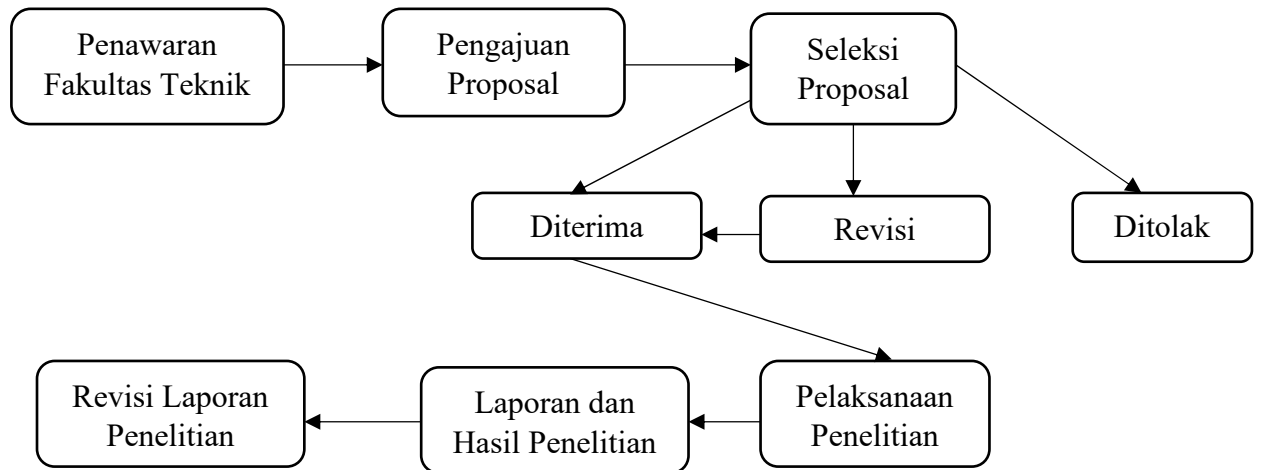 Penawaran
Fakultas Teknik
Pengajuan
Proposal
Seleksi
Proposal
Diterima
Revisi
Ditolak
Revisi Laporan
Penelitian
Laporan dan
Hasil Penelitian
Pelaksanaan
Penelitian